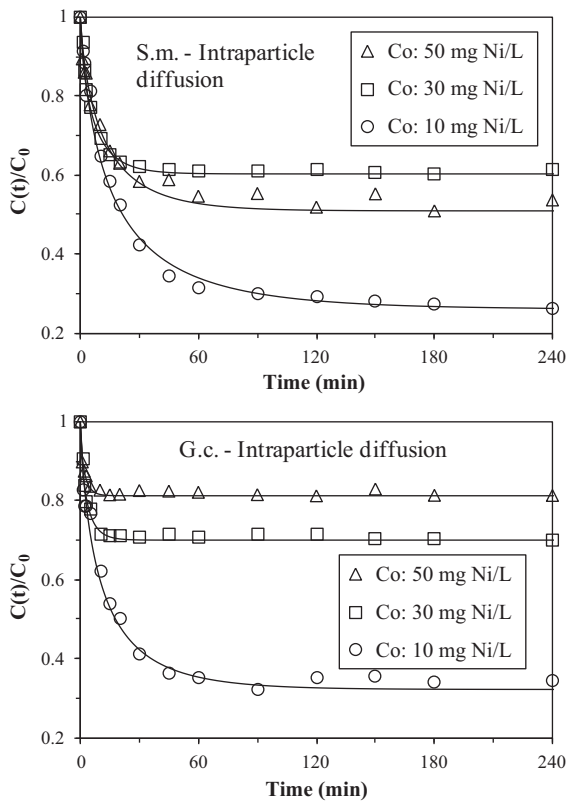 1
S.m. - Intraparticle
diffusion
Co: 50 mg Ni/L
Co: 30 mg Ni/L
Co: 10 mg Ni/L
0.8
0.6
0.4
0.2
C(t)/C0
0 60 120 180 240
Time (min)
1
G.c. - Intraparticle diffusion
0.8
0.6
0.4
0.2
C(t)/C0
Co: 50 mg Ni/L
Co: 30 mg Ni/L
Co: 10 mg Ni/L
0 60 120 180 240
Time (min)